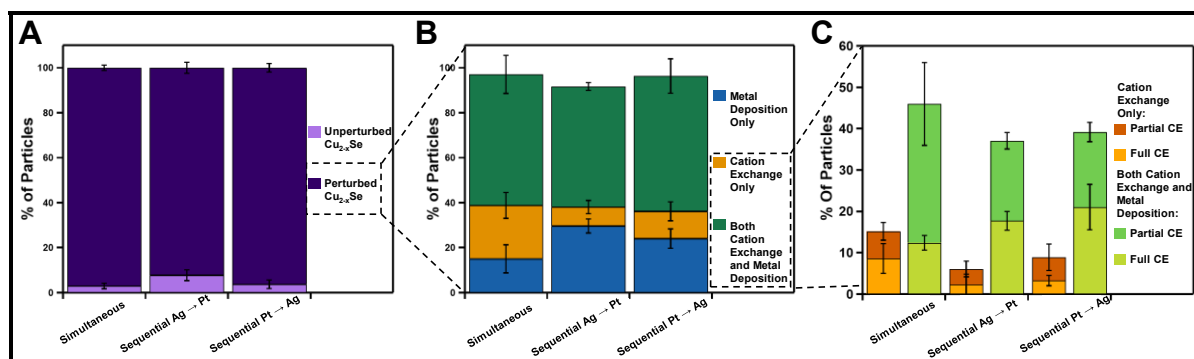 A
% of Particles
100
80
60
40
20
0
Simultaneous
Sequential Ag → Pt
Sequential Pt → Ag
Unperturbed
Cu2-xSe
Perturbed
Cu2-xSe
B
% of Particles
100
80
60
40
20
0
Simultaneous
Sequential Ag → Pt
Sequential Pt → Ag
Metal
Deposition
Only
Cation
Exchange
Only
Both
Cation
Exchange
and Metal
Deposition
C
% Of Particles
60
50
40
30
20
10
0
Simultaneous
Sequential Ag → Pt
Sequential Pt → Ag
Cation
Exchange
Only:
Partial CE
Full CE
Both Cation
Exchange and
Metal
Deposition:
Partial CE
Full CE